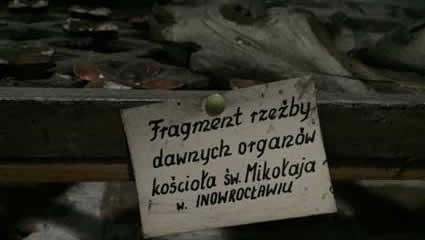 Fragment rzeźby
dawnych organów
kościoła św. Mikołaja
w. INOWROCŁAWIU